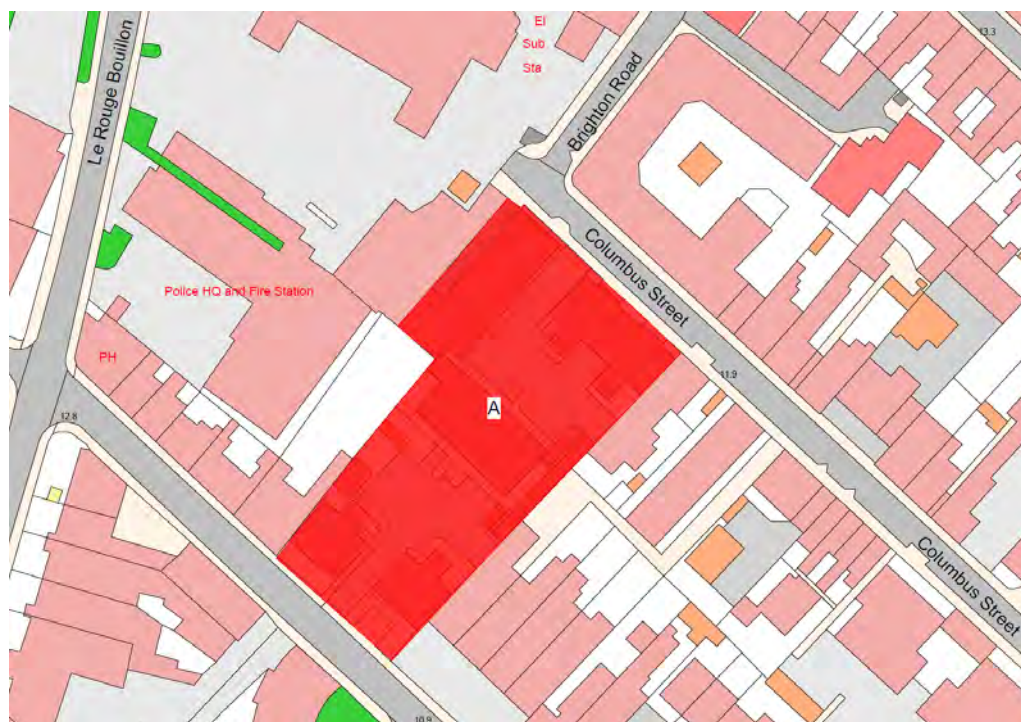 El
Sub
Sta
13.3
Le Rouge Bouillon
Brighton Road
Columbus Street
Police HQ and Fire Station
PH
11.9
A
12.8
Columbus Street
10.9